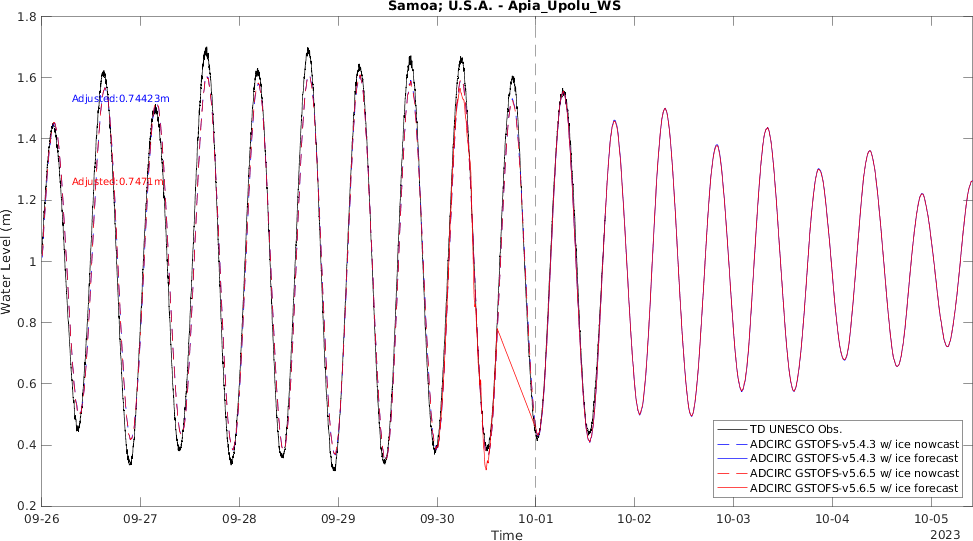 Samoa; U.S.A. - Apia_Upolu_WS
1.8
1.6
1.4
1.2
1
0.8
0.6
0.4
0.2
Water Level (m)
Adjusted:0.74423m
Adjusted:0.7471m
TD UNESCO Obs.
ADCIRC GSTOFS-v5.4.3 w/ ice nowcast
ADCIRC GSTOFS-v5.4.3 w/ ice forecast
ADCIRC GSTOFS-v5.6.5 w/ ice nowcast
ADCIRC GSTOFS-v5.6.5 w/ ice forecast
09-26 09-27 09-28 09-29 09-30 10-01 10-02 10-03 10-04 10-05
Time
2023